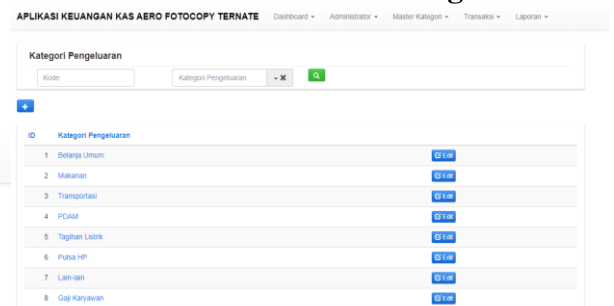 APLIKASI KEUANGAN KAS AERO FOTOCOPY TERNATE Dashboard Administrator Master Kategori Transaksi Laporan
Kategori Pengeluaran
Kode Kategori Pengeluaran
+
ID Kategori Pengeluaran
1 Belanja Umum Edit
2 Makanan Edit
3 Transportasi Edit
4 PDAM Edit
5 Tagihan Listrik Edit
6 Pulsa HP Edit
7 Lain-lain Edit
8 Gaji Karyawan Edit